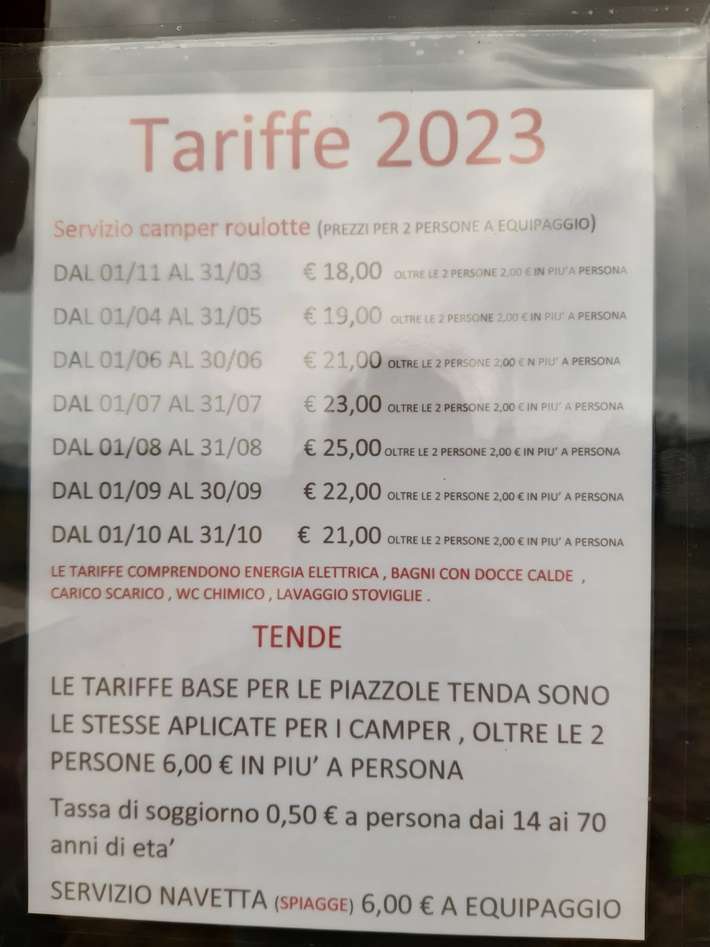 Tariffe 2023
Servizio camper roulotte (PREZZI PER 2 PERSONE A EQUIPAGGIO)
DAL 01/11 AL 31/03 € 18,00 OLTRE LE 2 PERSONE 2,00 € IN PIU'A PERSONA
DAL 01/04 AL 31/05 € 19,00 OLTRE LE 2 PERSONE 2,00 € IN PIU' A PERSONA
DAL 01/06 AL 30/06 € 21,00 OLTRE LE 2 PERSONE 2,00 € N PIU' A PERSONA
DAL 01/07 AL 31/07 € 23,00 OLTRE LE 2 PERSONE 2,00 € IN PIU' A PERSONA
DAL 01/08 AL 31/08 € 25,00 OLTRE LE 2 PERSONE 2,00 € IN PIU' A PERSONA
DAL 01/09 AL 30/09 € 22,00 OLTRE LE 2 PERSONE 2,00 € IN PIU' A PERSONA
DAL 01/10 AL 31/10 € 21,00 OLTRE LE 2 PERSONE 2,00 € IN PIU' A PERSONA
LE TARIFFE COMPRENDONO ENERGIA ELETTRICA , BAGNI CON DOCCE CALDE ,
CARICO SCARICO , WC CHIMICO , LAVAGGIO STOVIGLIE .
TENDE
LE TARIFFE BASE PER LE PIAZZOLE TENDA SONO
LE STESSE APLICATE PER I CAMPER , OLTRE LE 2
PERSONE 6,00 € IN PIU' A PERSONA
Tassa di soggiorno 0,50 € a persona dai 14 ai 70
anni di eta'
SERVIZIO NAVETTA (SPIAGGE) 6,00 € A EQUIPAGGIO